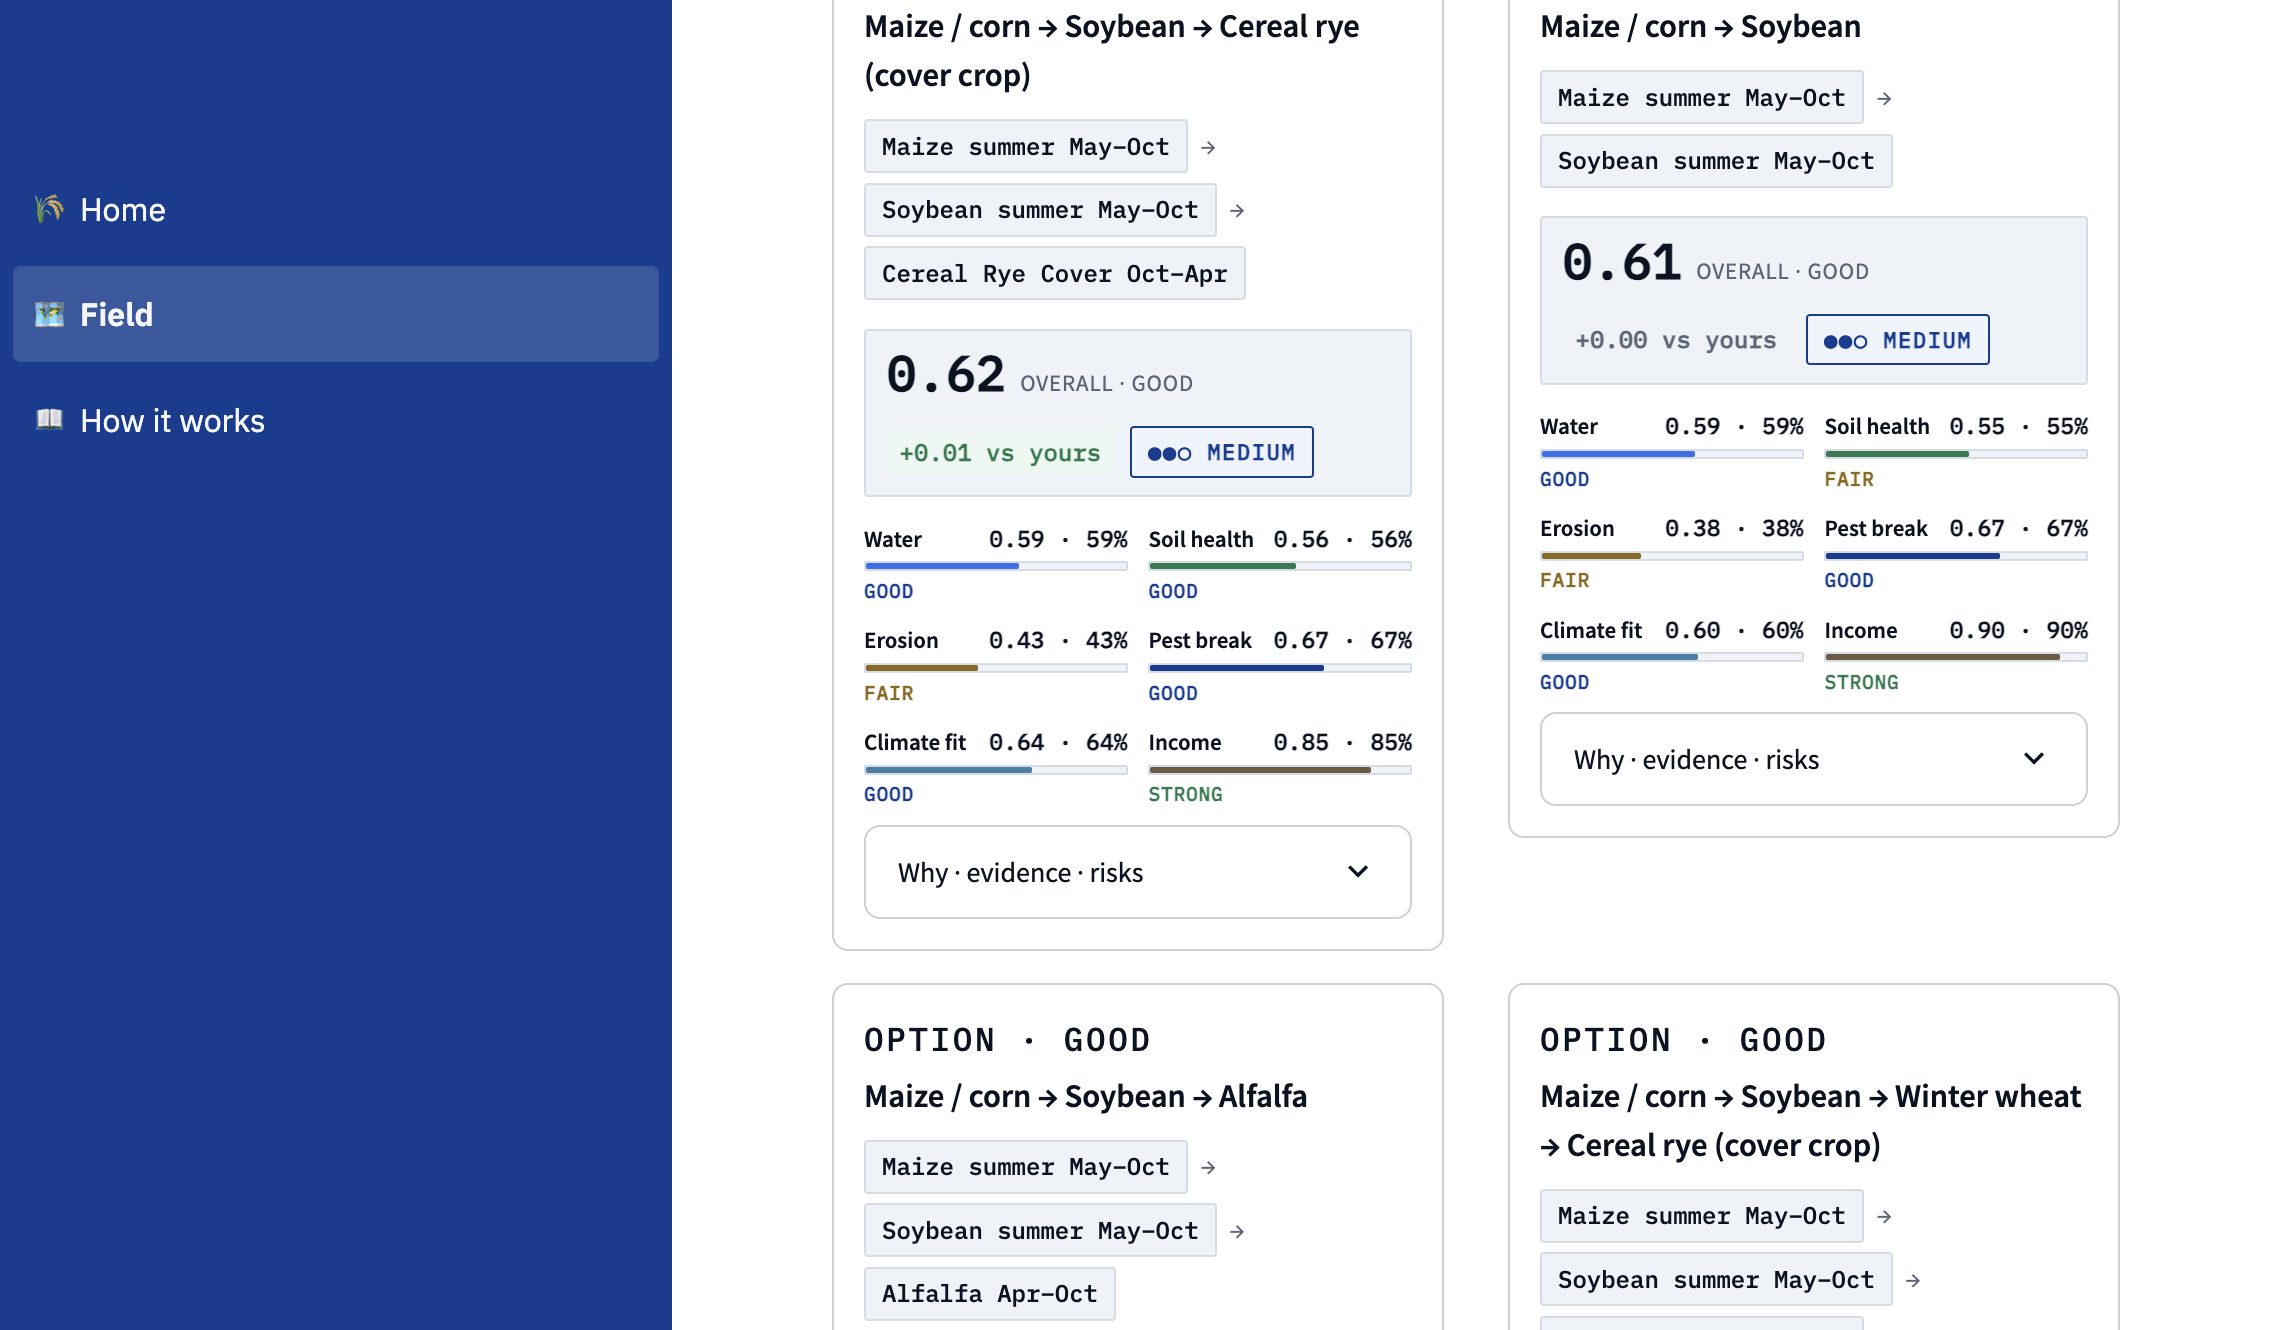 Home
Field
How it works
Maize / corn → Soybean → Cereal rye
(cover crop)
Maize summer May–Oct →
Soybean summer May–Oct →
Cereal Rye Cover Oct–Apr
0.62 OVERALL · GOOD
+0.01 vs yours ●●○ MEDIUM
Water 0.59 · 59%
GOOD
Soil health 0.56 · 56%
GOOD
Erosion 0.43 · 43%
FAIR
Pest break 0.67 · 67%
GOOD
Climate fit 0.64 · 64%
GOOD
Income 0.85 · 85%
STRONG
Why · evidence · risks
Maize / corn → Soybean
Maize summer May–Oct →
Soybean summer May–Oct
0.61 OVERALL · GOOD
+0.00 vs yours ●●○ MEDIUM
Water 0.59 · 59%
GOOD
Soil health 0.55 · 55%
FAIR
Erosion 0.38 · 38%
FAIR
Pest break 0.67 · 67%
GOOD
Climate fit 0.60 · 60%
GOOD
Income 0.90 · 90%
STRONG
Why · evidence · risks
OPTION · GOOD
Maize / corn → Soybean → Alfalfa
Maize summer May–Oct →
Soybean summer May–Oct →
Alfalfa Apr–Oct
OPTION · GOOD
Maize / corn → Soybean → Winter wheat
→ Cereal rye (cover crop)
Maize summer May–Oct →
Soybean summer May–Oct →